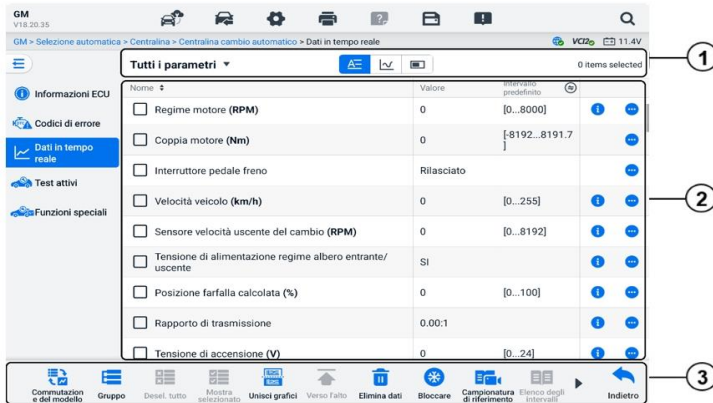 GM
V18.20.35
GM > Selezione automatica > Centralina > Centralina cambio automatico > Dati in tempo reale
VCI2
11.4V
Tutti i parametri ▼
0 items selected
1
Nome
Valore
Intervallo
predefinito
Informazioni ECU
Codici di errore
Dati in tempo
reale
Test attivi
Funzioni speciali
Regime motore (RPM) 0 [0...8000]
Coppia motore (Nm) 0 [-8192...8191.7
]
Interruttore pedale freno Rilasciato
Velocità veicolo (km/h) 0 [0...255]
2
Sensore velocità uscente del cambio (RPM) 0 [0...8192]
Tensione di alimentazione regime albero entrante/
uscente SI
Posizione farfalla calcolata (%) 0 [0...100]
Rapporto di trasmissione 0.00:1
Tensione di accensione (V) 0 [0...24]
Commutazion
e del modello
Gruppo
Desel. tutto
Mostra
selezionato
Unisci grafici
Verso l'alto
Elimina dati
Bloccare
Campionatura
di riferimento
Elenco degli
intervalli
Indietro
3